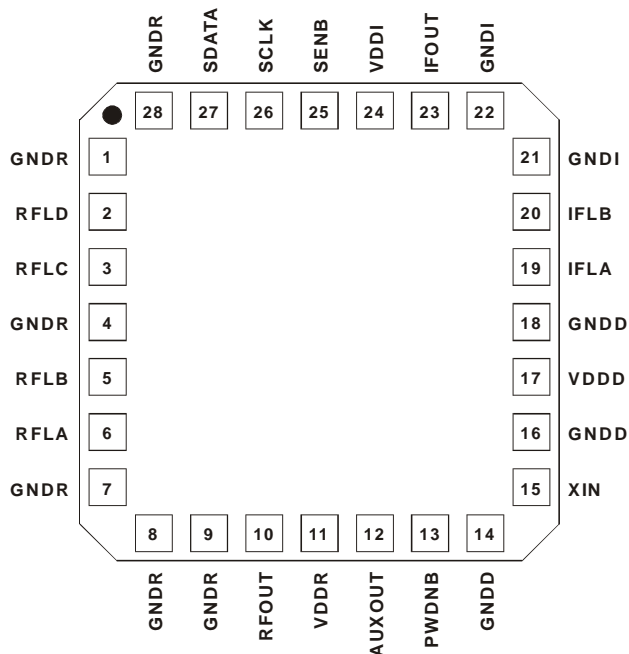 GNDR SDATA SCLK SENB VDDI IFOUT GNDI
28 27 26 25 24 23 22
GNDR 1 21 GNDI
RFLD 2 20 IFLB
RFLC 3 19 IFLA
GNDR 4 18 GNDD
RFLB 5 17 VDDD
RFLA 6 16 GNDD
GNDR 7 15 XIN
8 9 10 11 12 13 14
GNDR GNDR RFOUT VDDR AUXOUT PWDNB GNDD